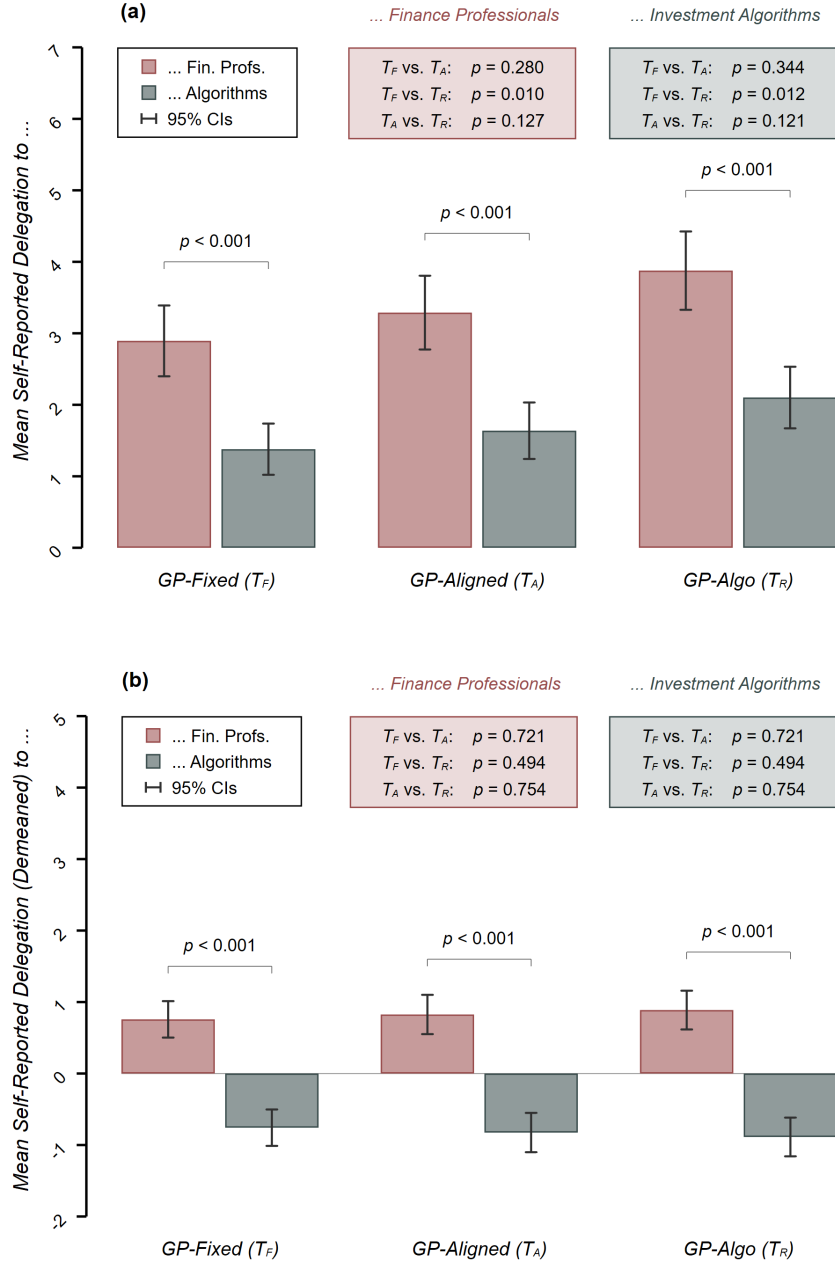 (a)
... Finance Professionals
... Investment Algorithms
... Fin. Profs.
... Algorithms
95% CIs
T_F vs. T_A: p = 0.280
T_F vs. T_R: p = 0.010
T_A vs. T_R: p = 0.127
T_F vs. T_A: p = 0.344
T_F vs. T_R: p = 0.012
T_A vs. T_R: p = 0.121
Mean Self-Reported Delegation to ...
7
6
5
4
3
2
1
0
p < 0.001
p < 0.001
p < 0.001
GP-Fixed (T_F)
GP-Aligned (T_A)
GP-Algo (T_R)
(b)
... Finance Professionals
... Investment Algorithms
... Fin. Profs.
... Algorithms
95% CIs
T_F vs. T_A: p = 0.721
T_F vs. T_R: p = 0.494
T_A vs. T_R: p = 0.754
T_F vs. T_A: p = 0.721
T_F vs. T_R: p = 0.494
T_A vs. T_R: p = 0.754
Mean Self-Reported Delegation (Demeaned) to ...
5
4
3
2
1
0
-1
-2
p < 0.001
p < 0.001
p < 0.001
GP-Fixed (T_F)
GP-Aligned (T_A)
GP-Algo (T_R)